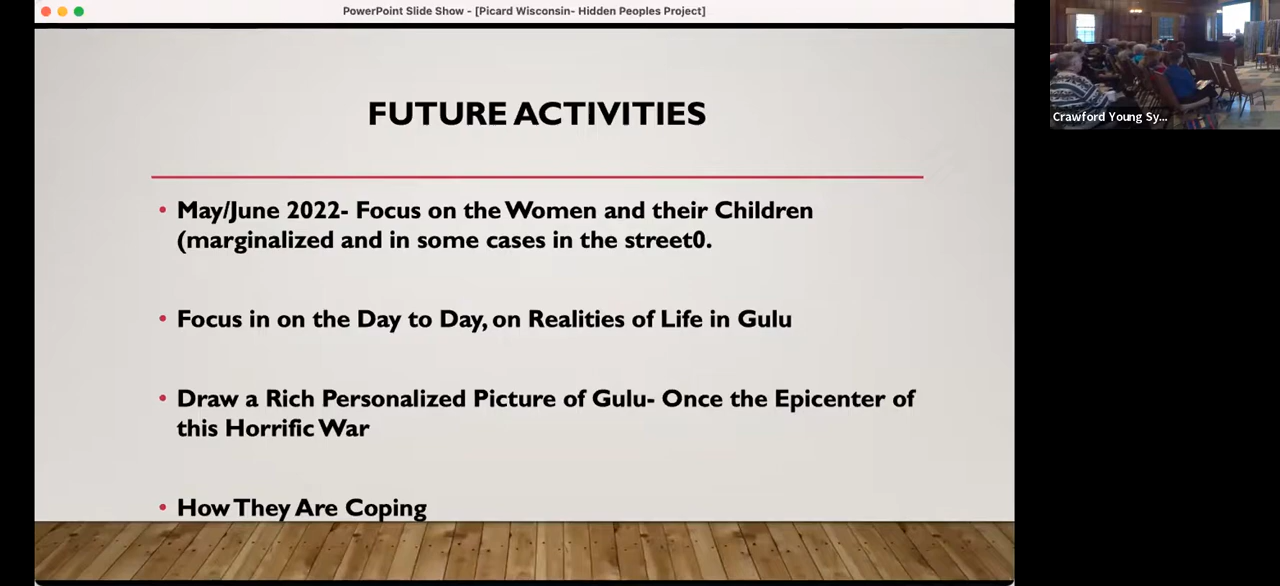 PowerPoint Slide Show - [Picard Wisconsin- Hidden Peoples Project]
FUTURE ACTIVITIES
• May/June 2022- Focus on the Women and their Children
(marginalized and in some cases in the street0.
• Focus in on the Day to Day, on Realities of Life in Gulu
• Draw a Rich Personalized Picture of Gulu- Once the Epicenter of
this Horrific War
• How They Are Coping
Crawford Young Sy...